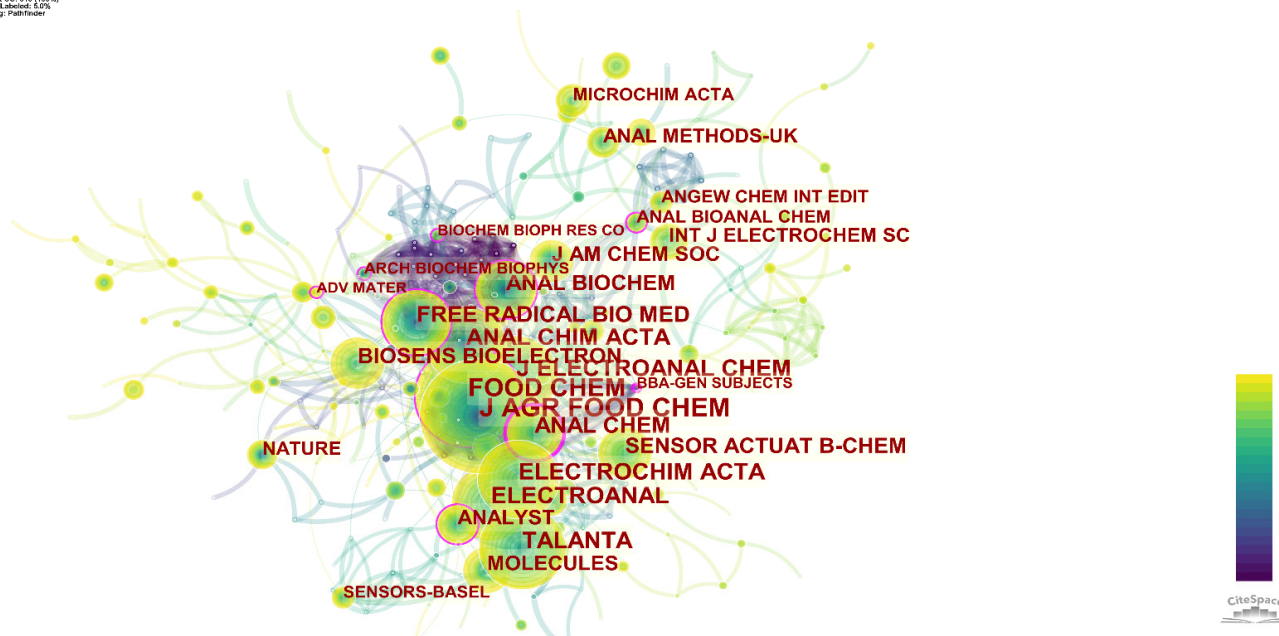 Labeled: 5.0%
g: Pathfinder
MICROCHIM ACTA
ANAL METHODS-UK
ANGEW CHEM INT EDIT
ANAL BIOANAL CHEM
BIOCHEM BIOPH RES CO
INT J ELECTROCHEM SC
J AM CHEM SOC
ARCH BIOCHEM BIOPHYS
ANAL BIOCHEM
ADV MATER
FREE RADICAL BIO MED
ANAL CHIM ACTA
BIOSENS BIOELECTRON
J ELECTROANAL CHEM
BBA-GEN SUBJECTS
FOOD CHEM
J AGR FOOD CHEM
ANAL CHEM
SENSOR ACTUAT B-CHEM
NATURE
ELECTROCHIM ACTA
ELECTROANAL
ANALYST
TALANTA
MOLECULES
SENSORS-BASEL
CiteSpac